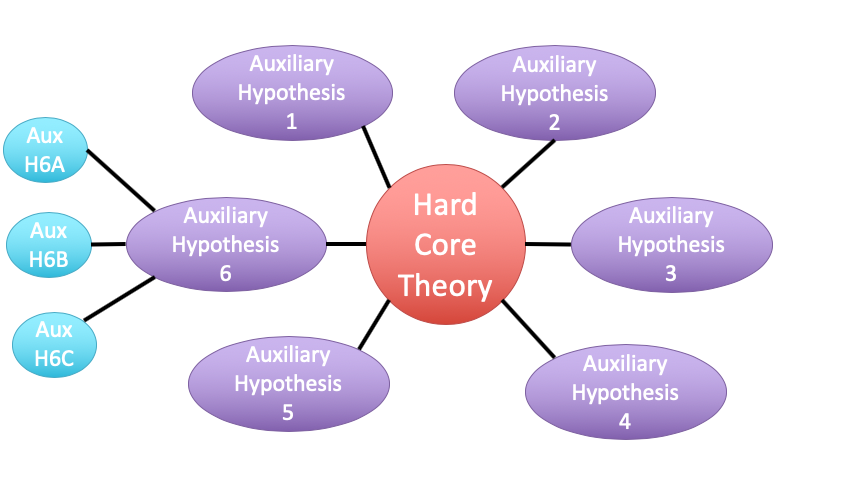 Auxiliary
Hypothesis
1
Auxiliary
Hypothesis
2
Aux
H6A
Hard
Core
Theory
Auxiliary
Hypothesis
6
Auxiliary
Hypothesis
3
Aux
H6B
Aux
H6C
Auxiliary
Hypothesis
5
Auxiliary
Hypothesis
4